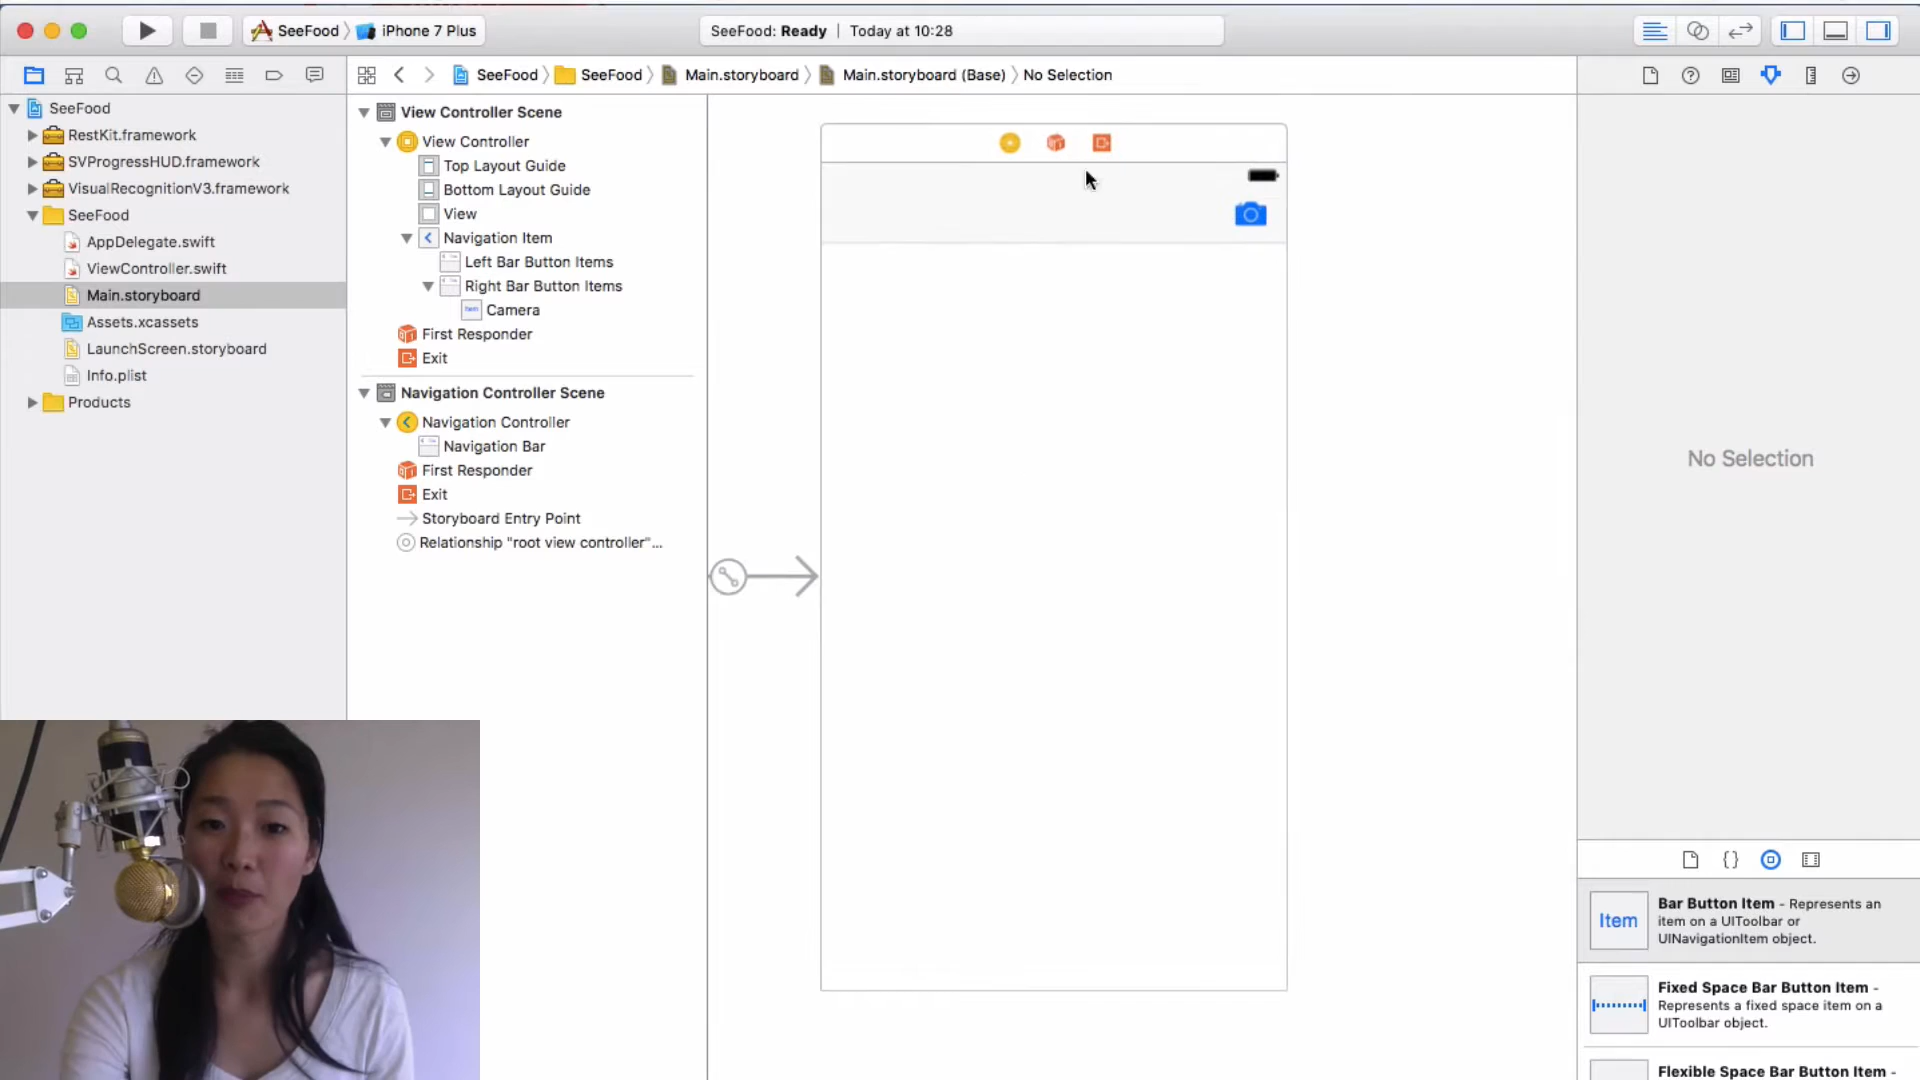 SeeFood
iPhone 7 Plus
SeeFood: Ready | Today at 10:28
SeeFood
SeeFood
Main.storyboard
Main.storyboard (Base)
No Selection
SeeFood
RestKit.framework
SVProgressHUD.framework
VisualRecognitionV3.framework
SeeFood
AppDelegate.swift
ViewController.swift
Main.storyboard
Assets.xcassets
LaunchScreen.storyboard
Info.plist
Products
View Controller Scene
View Controller
Top Layout Guide
Bottom Layout Guide
View
Navigation Item
Left Bar Button Items
Right Bar Button Items
Camera
First Responder
Exit
Navigation Controller Scene
Navigation Controller
Navigation Bar
First Responder
Exit
Storyboard Entry Point
Relationship "root view controller"...
No Selection
Item
Bar Button Item - Represents an
item on a UIToolbar or
UINavigationItem object.
Fixed Space Bar Button Item -
Represents a fixed space item on a
UIToolbar object.
Flexible Space Bar Button Item -